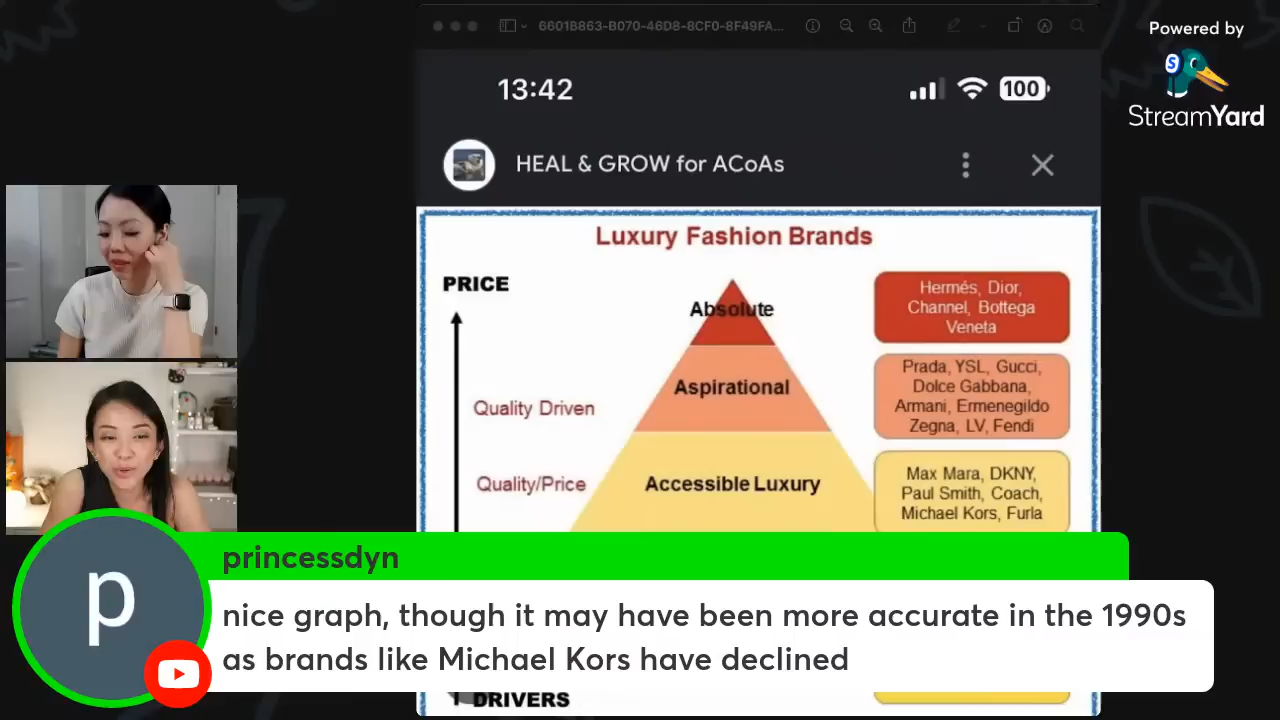 6601B863-B070-46D8-8CF0-8F49FA...
Powered by
StreamYard
13:42
100
HEAL & GROW for ACoAs
Luxury Fashion Brands
PRICE
Absolute
Hermés, Dior,
Channel, Bottega
Veneta
Quality Driven
Aspirational
Prada, YSL, Gucci,
Dolce Gabbana,
Armani, Ermenegildo
Zegna, LV, Fendi
Quality/Price
Accessible Luxury
Max Mara, DKNY,
Paul Smith, Coach,
Michael Kors, Furla
p
princessdyn
nice graph, though it may have been more accurate in the 1990s
as brands like Michael Kors have declined
DRIVERS